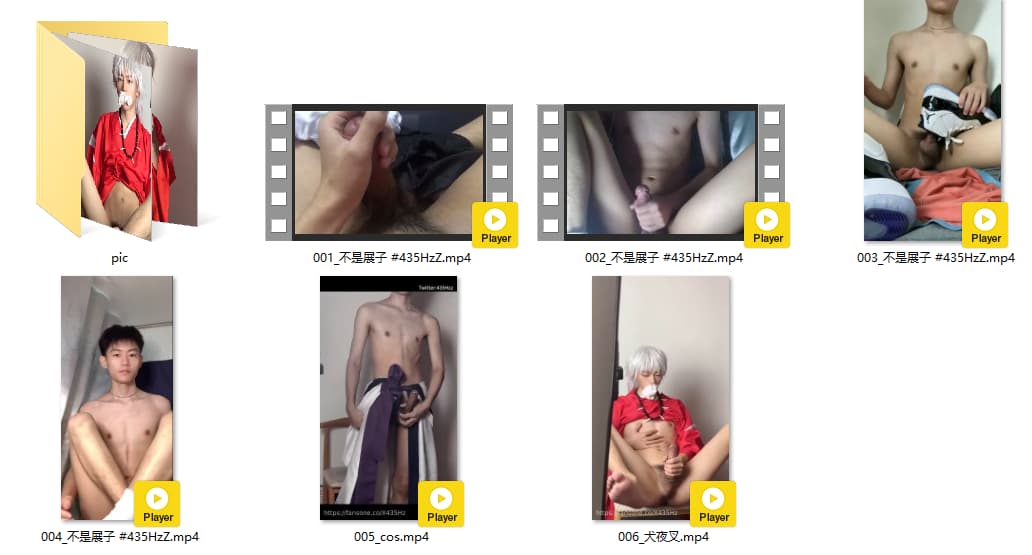 pic
Player
001_不是展子 #435HzZ.mp4
Player
002_不是展子 #435HzZ.mp4
Player
003_不是展子 #435HzZ.mp4
Player
004_不是展子 #435HzZ.mp4
Twitter:435Hzz
https://fansone.co/#435Hz
Player
005_cos.mp4
Player
006_犬夜叉.mp4